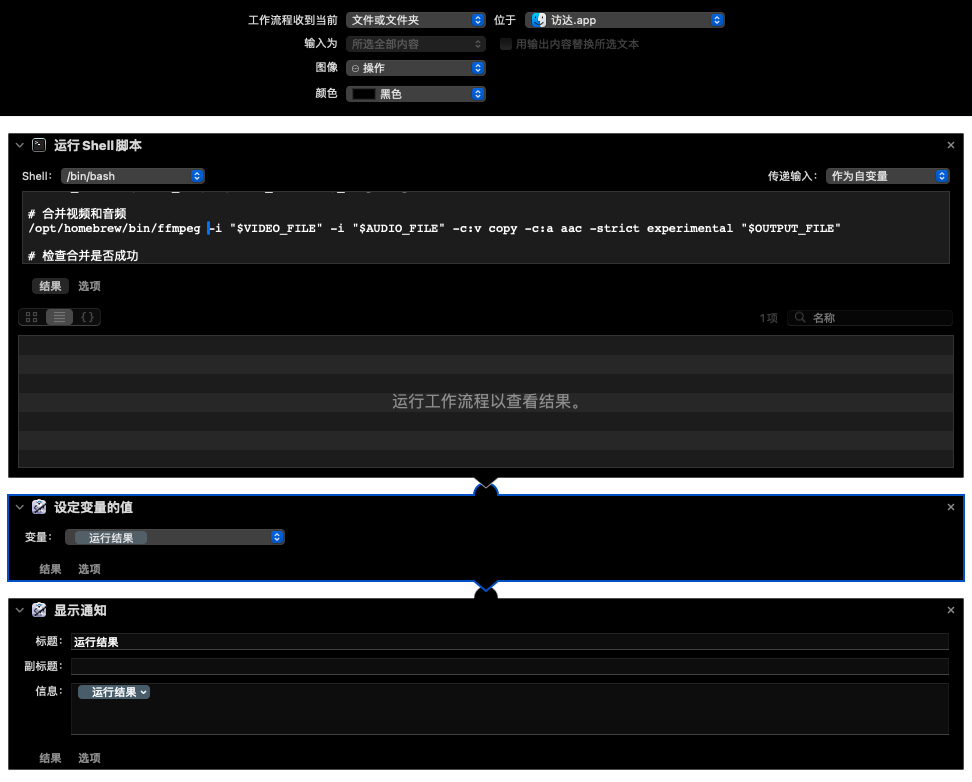 工作流程收到当前 文件或文件夹 位于 访达.app
输入为 所选全部内容 用输出内容替换所选文本
图像 操作
颜色 黑色
运行Shell脚本
Shell: /bin/bash 传递输入: 作为自变量
# 合并视频和音频
/opt/homebrew/bin/ffmpeg -i "$VIDEO_FILE" -i "$AUDIO_FILE" -c:v copy -c:a aac -strict experimental "$OUTPUT_FILE"
# 检查合并是否成功
结果 选项
1项 名称
运行工作流程以查看结果。
设定变量的值
变量: 运行结果
结果 选项
显示通知
标题: 运行结果
副标题:
信息: 运行结果
结果 选项